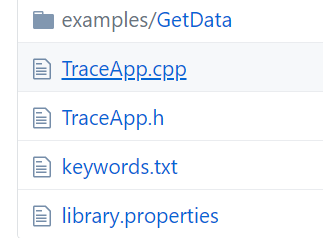 examples/GetData
TraceApp.cpp
TraceApp.h
keywords.txt
library.properties